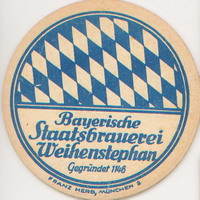 Bayerische
Staatsbrauerei
Weihenstephan
Gegründet 1146
FRANZ HERB, MÜNCHEN 2